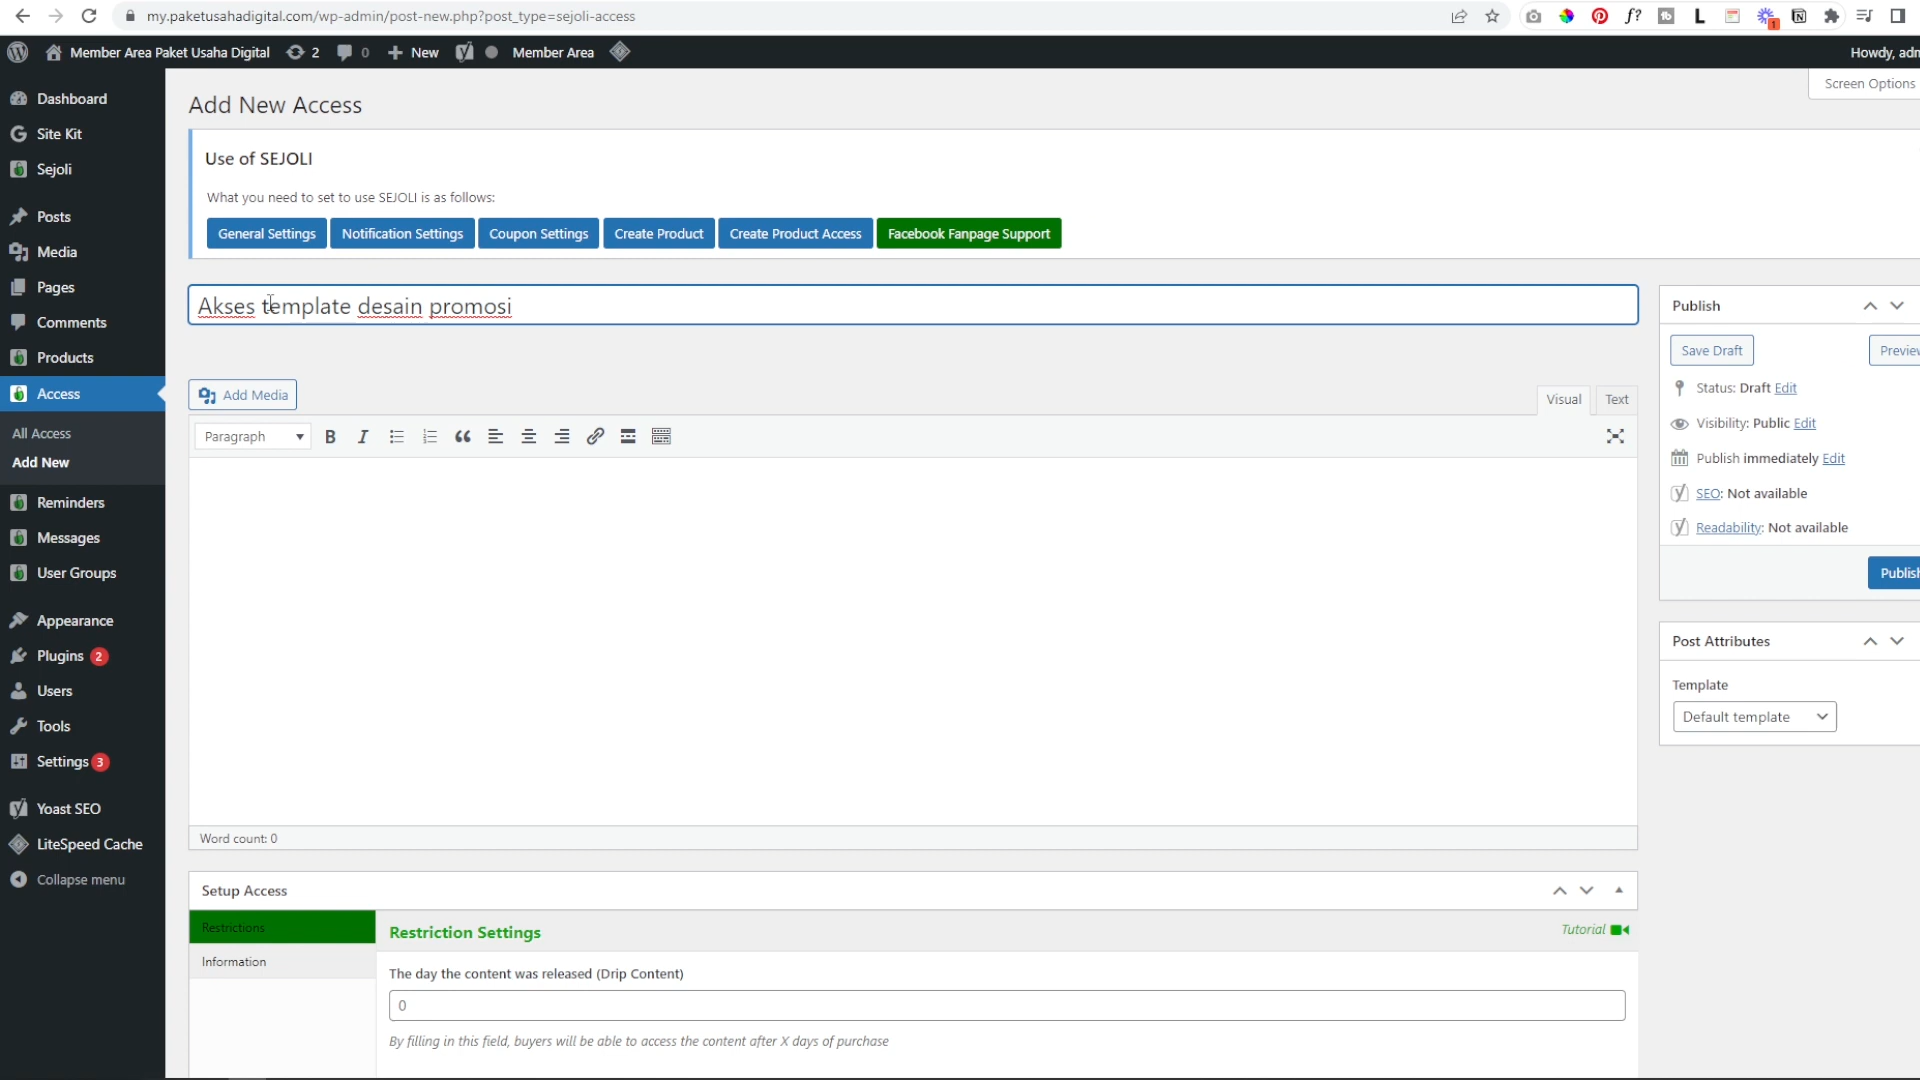 my.paketusahadigital.com/wp-admin/post-new.php?post_type=sejoli-access
Member Area Paket Usaha Digital
2
0
New
Member Area
Howdy, adm
Screen Options
Dashboard
Site Kit
Sejoli
Posts
Media
Pages
Comments
Products
Access
All Access
Add New
Reminders
Messages
User Groups
Appearance
Plugins 2
Users
Tools
Settings 3
Yoast SEO
LiteSpeed Cache
Collapse menu
Add New Access
Use of SEJOLI
What you need to set to use SEJOLI is as follows:
General Settings
Notification Settings
Coupon Settings
Create Product
Create Product Access
Facebook Fanpage Support
Akses template desain promosi
Add Media
Visual
Text
Paragraph
Word count: 0
Setup Access
Restrictions
Information
Restriction Settings
Tutorial
The day the content was released (Drip Content)
0
By filling in this field, buyers will be able to access the content after X days of purchase
Publish
Save Draft
Preview
Status: Draft Edit
Visibility: Public Edit
Publish immediately Edit
SEO: Not available
Readability: Not available
Publish
Post Attributes
Template
Default template